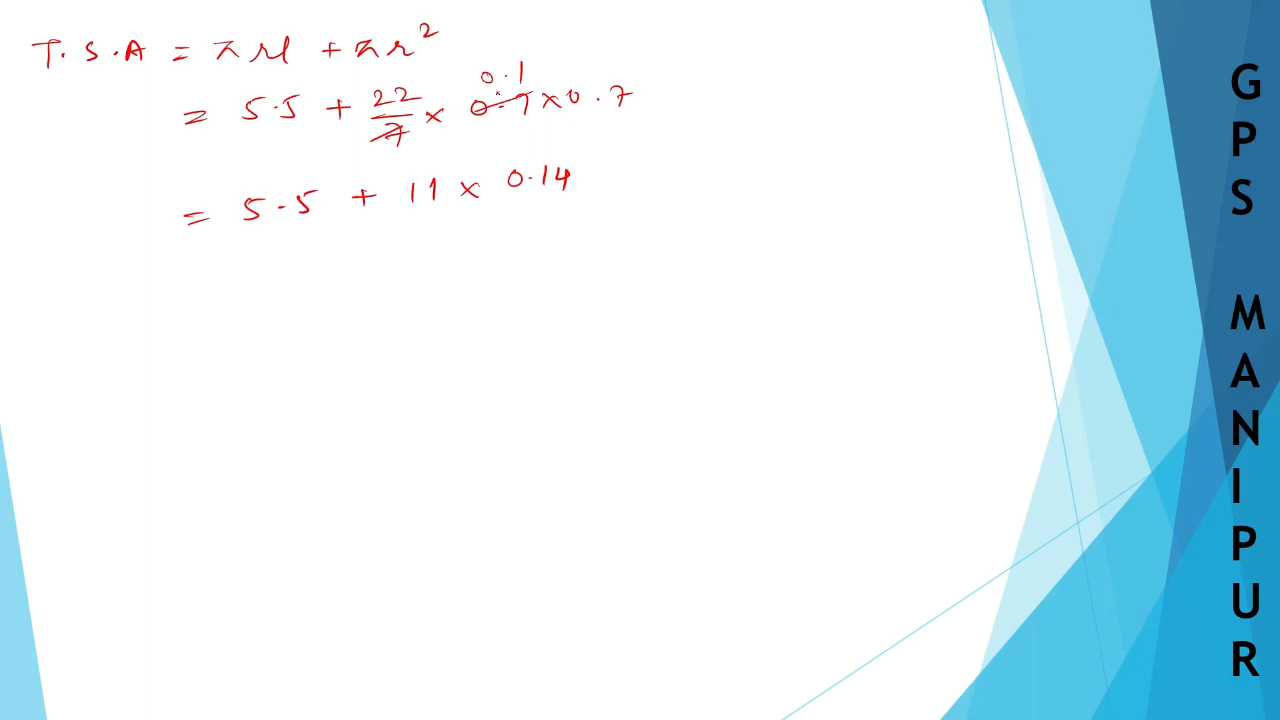 T.S.A = πrl + πr²
= 5.5 + 22/7 × 0.7 × 0.7
0.1
= 5.5 + 11 × 0.14
GPS MANIPUR